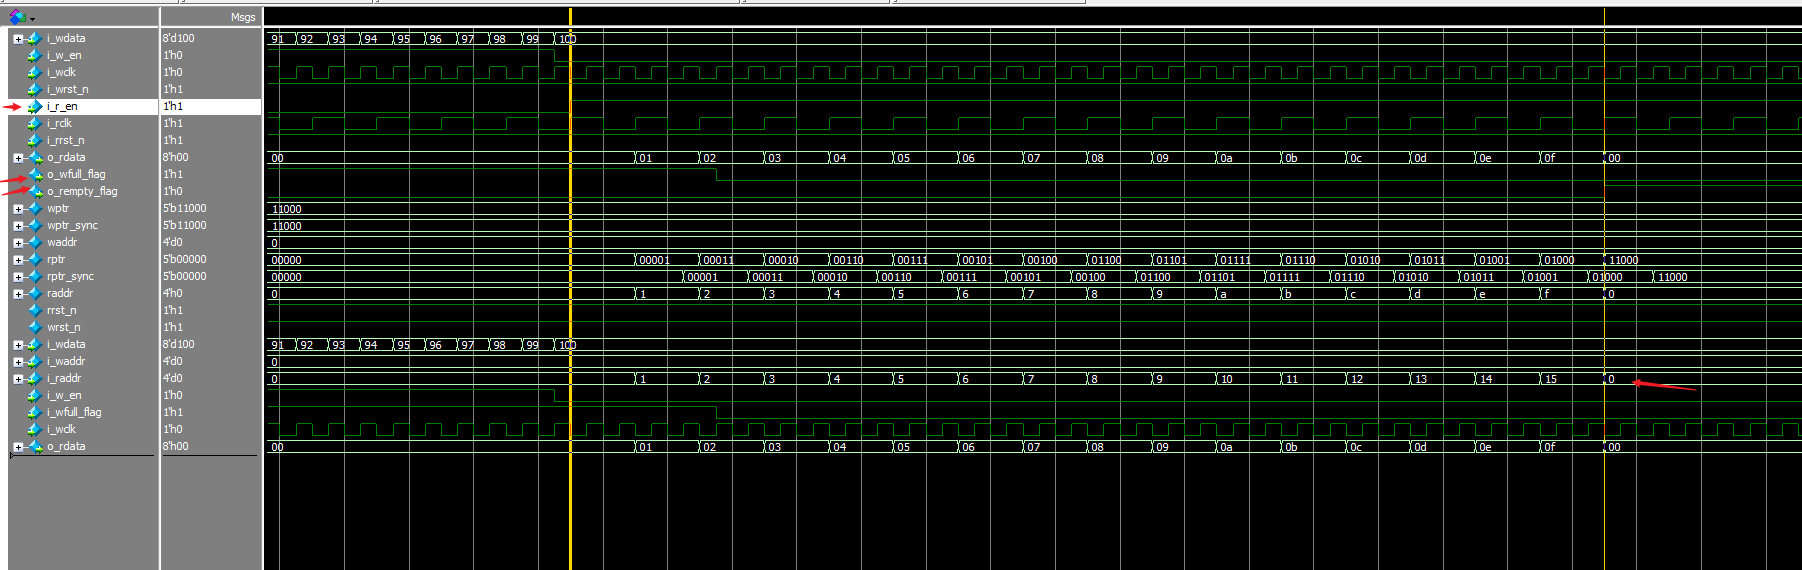 Msgs
i_wdata 8'd100 91 92 93 94 95 96 97 98 99 100
i_w_en 1'h0
i_wclk 1'h0
i_wrst_n 1'h1
i_r_en 1'h1
i_rclk 1'h1
i_rrst_n 1'h1
o_rdata 8'h00 00 01 02 03 04 05 06 07 08 09 0a 0b 0c 0d 0e 0f 00
o_wfull_flag 1'h1
o_rempty_flag 1'h0
wptr 5'b11000 11000
wptr_sync 5'b11000 11000
waddr 4'd0 0
rptr 5'b00000 00000 00001 00011 00010 00110 00111 00101 00100 01100 01101 01111 01110 01010 01011 01001 01000 11000
rptr_sync 5'b00000 00000 00001 00011 00010 00110 00111 00101 00100 01100 01101 01111 01110 01010 01011 01001 01000 11000
raddr 4'h0 0 1 2 3 4 5 6 7 8 9 a b c d e f 0
rrst_n 1'h1
wrst_n 1'h1
i_wdata 8'd100 91 92 93 94 95 96 97 98 99 100
i_waddr 4'd0 0
i_raddr 4'd0 0 1 2 3 4 5 6 7 8 9 10 11 12 13 14 15 0
i_w_en 1'h0
i_wfull_flag 1'h1
i_wclk 1'h0
o_rdata 8'h00 00 01 02 03 04 05 06 07 08 09 0a 0b 0c 0d 0e 0f 00